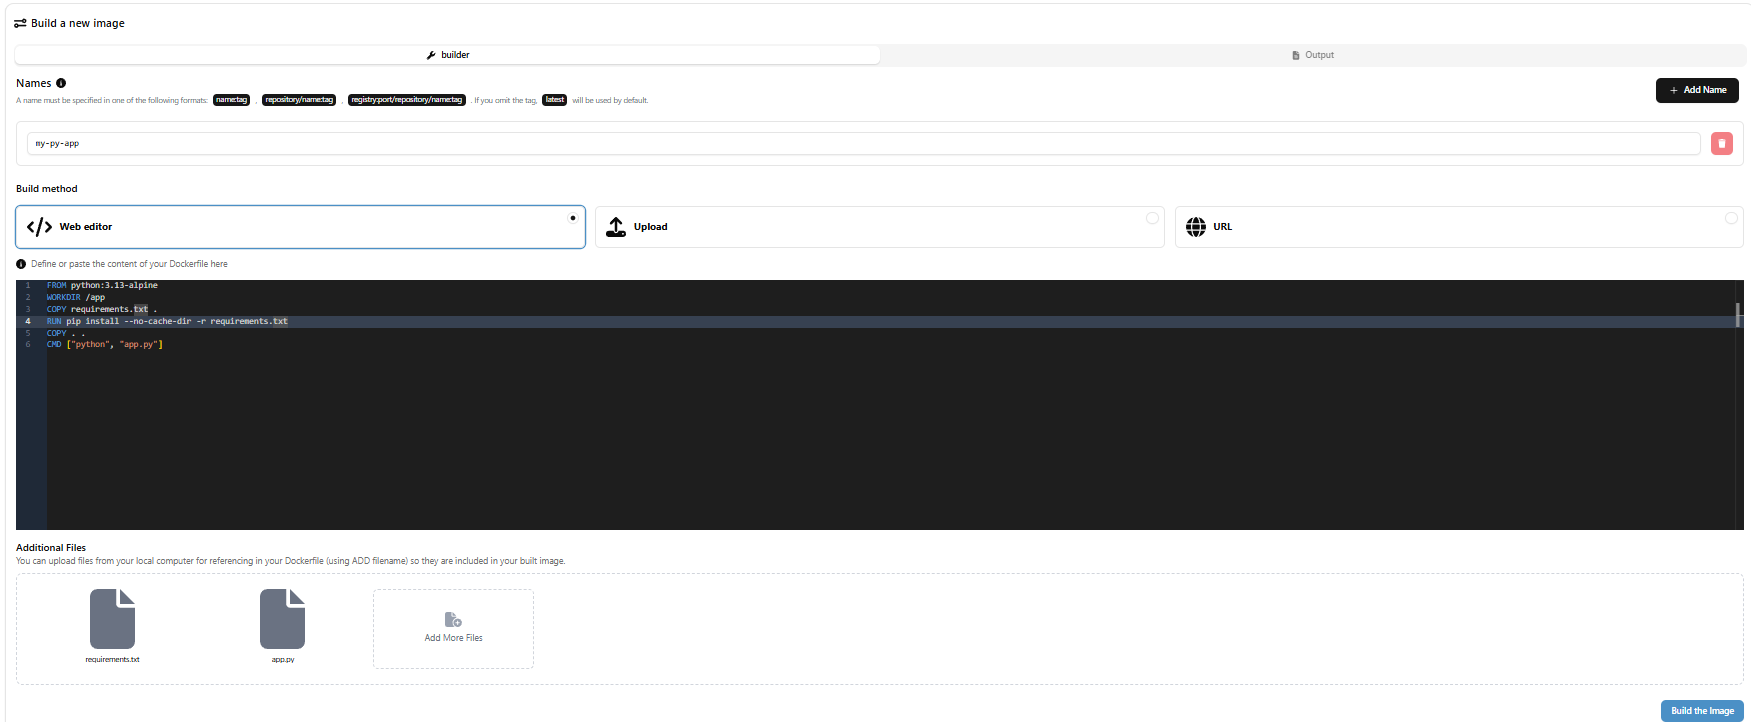 Build a new image
builder
Output
Names
A name must be specified in one of the following formats: name:tag , repository/name:tag , registry:port/repository/name:tag . If you omit the tag, latest will be used by default.
+ Add Name
my-py-app
Build method
Web editor
Upload
URL
Define or paste the content of your Dockerfile here
1 FROM python:3.13-alpine
2 WORKDIR /app
3 COPY requirements.txt .
4 RUN pip install --no-cache-dir -r requirements.txt
5 COPY . .
6 CMD ["python", "app.py"]
Additional Files
You can upload files from your local computer for referencing in your Dockerfile (using ADD filename) so they are included in your built image.
Add More Files
requirements.txt
app.py
Build the Image